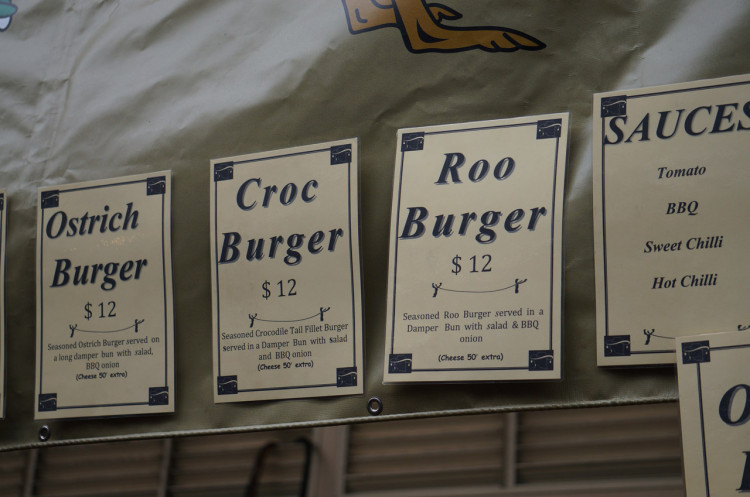 Ostrich
Burger
$ 12
Seasoned Ostrich Burger served on
a long damper bun with salad,
BBQ onion
(Cheese 50' extra)
Croc
Burger
$ 12
Seasoned Crocodile Tail Fillet Burger
served in a Damper Bun with salad
and BBQ onion
(Cheese 50' extra)
Roo
Burger
$ 12
Seasoned Roo Burger served in a
Damper Bun with salad & BBQ
onion
(Cheese 50' extra)
SAUCES
Tomato
BBQ
Sweet Chilli
Hot Chilli